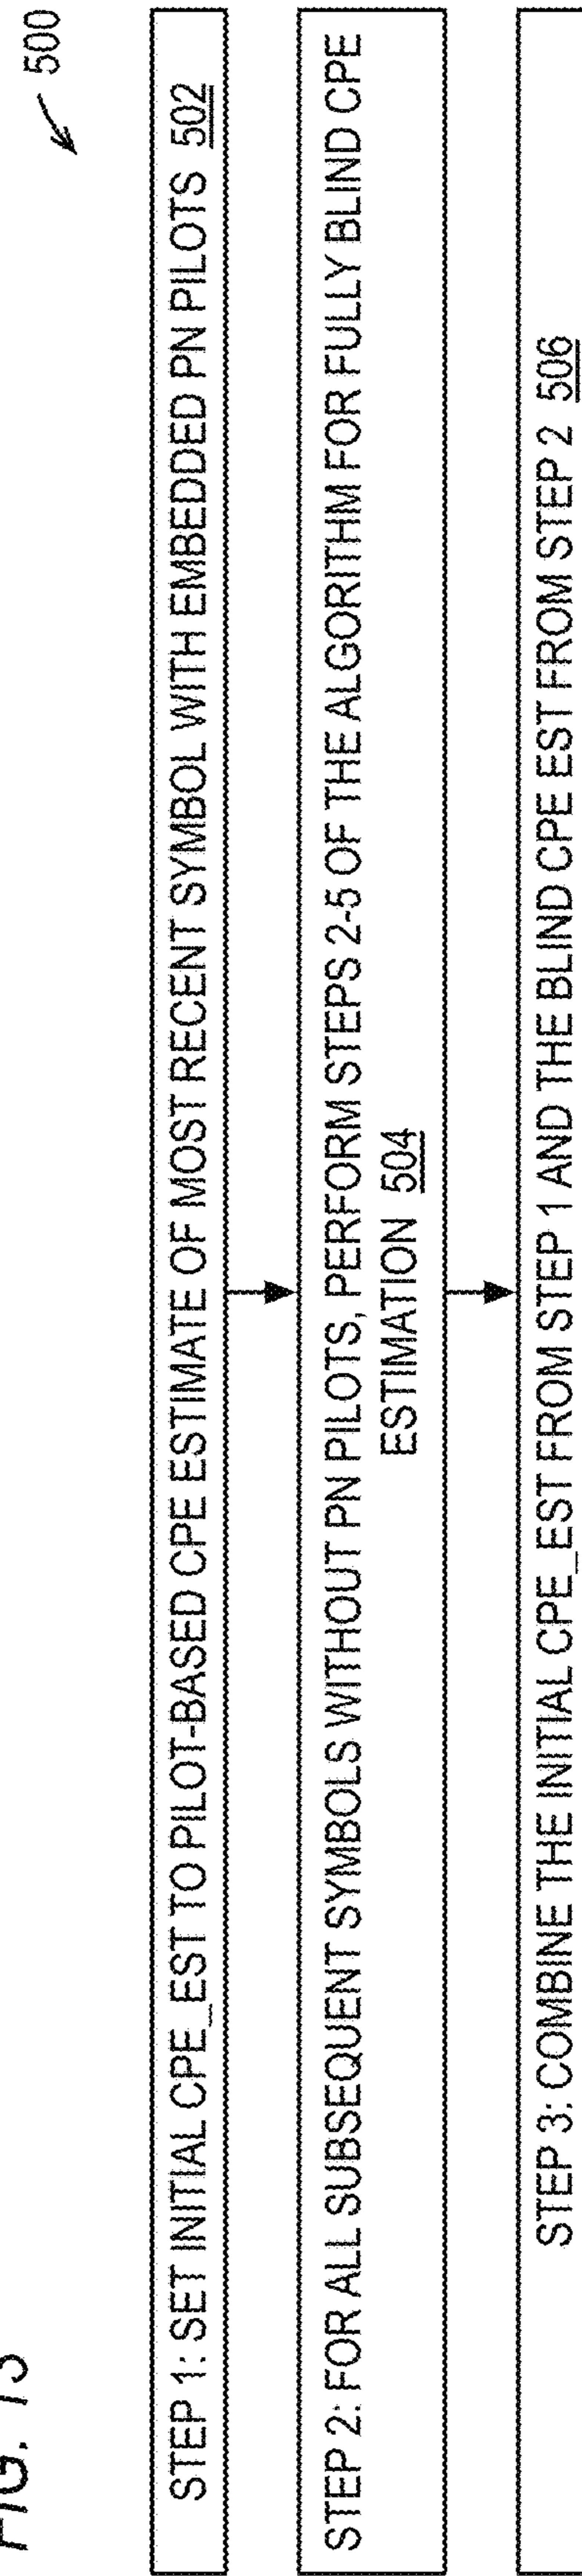 FIG. 13
500
STEP 1: SET INITIAL CPE_EST TO PILOT-BASED CPE ESTIMATE OF MOST RECENT SYMBOL WITH EMBEDDED PN PILOTS 502
STEP 2: FOR ALL SUBSEQUENT SYMBOLS WITHOUT PN PILOTS, PERFORM STEPS 2-5 OF THE ALGORITHM FOR FULLY BLIND CPE
ESTIMATION 504
STEP 3: COMBINE THE INITIAL CPE_EST FROM STEP 1 AND THE BLIND CPE EST FROM STEP 2 506